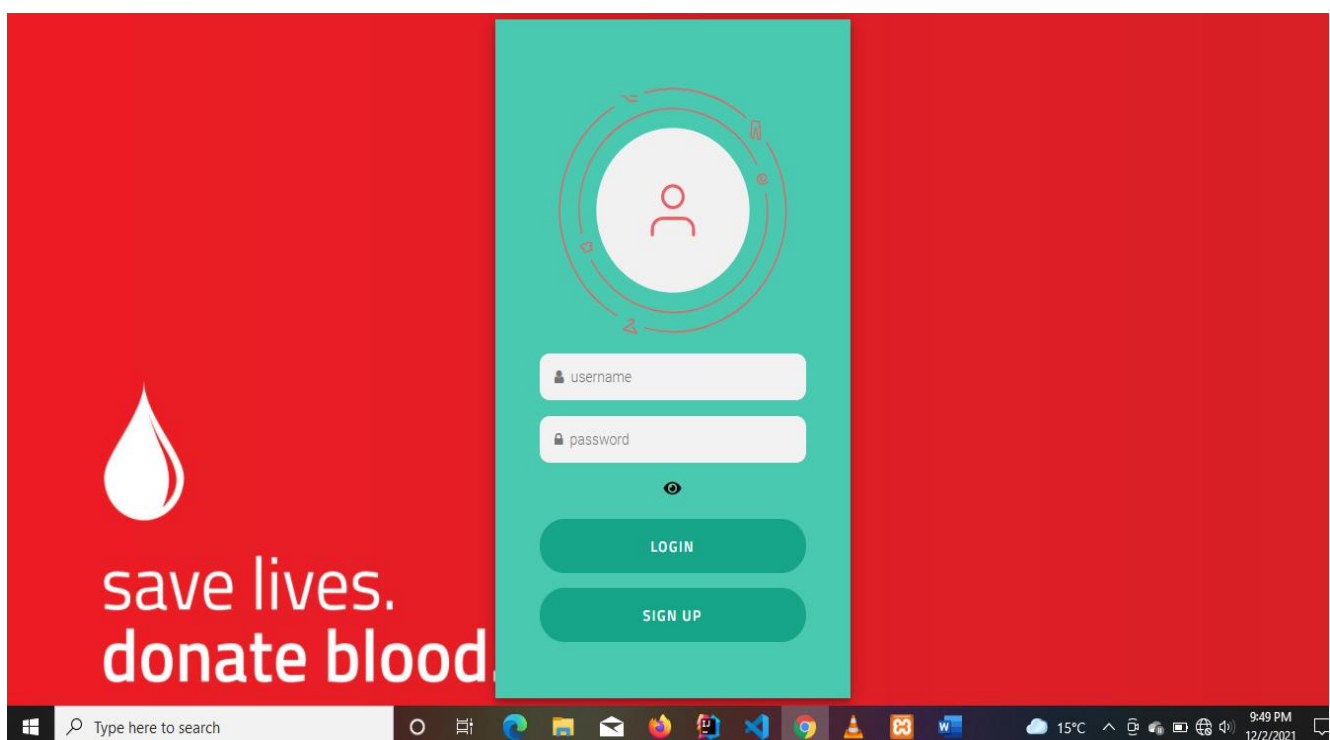 username
password
LOGIN
SIGN UP
save lives.
donate blood.
Type here to search
15°C
9:49 PM
12/2/2021